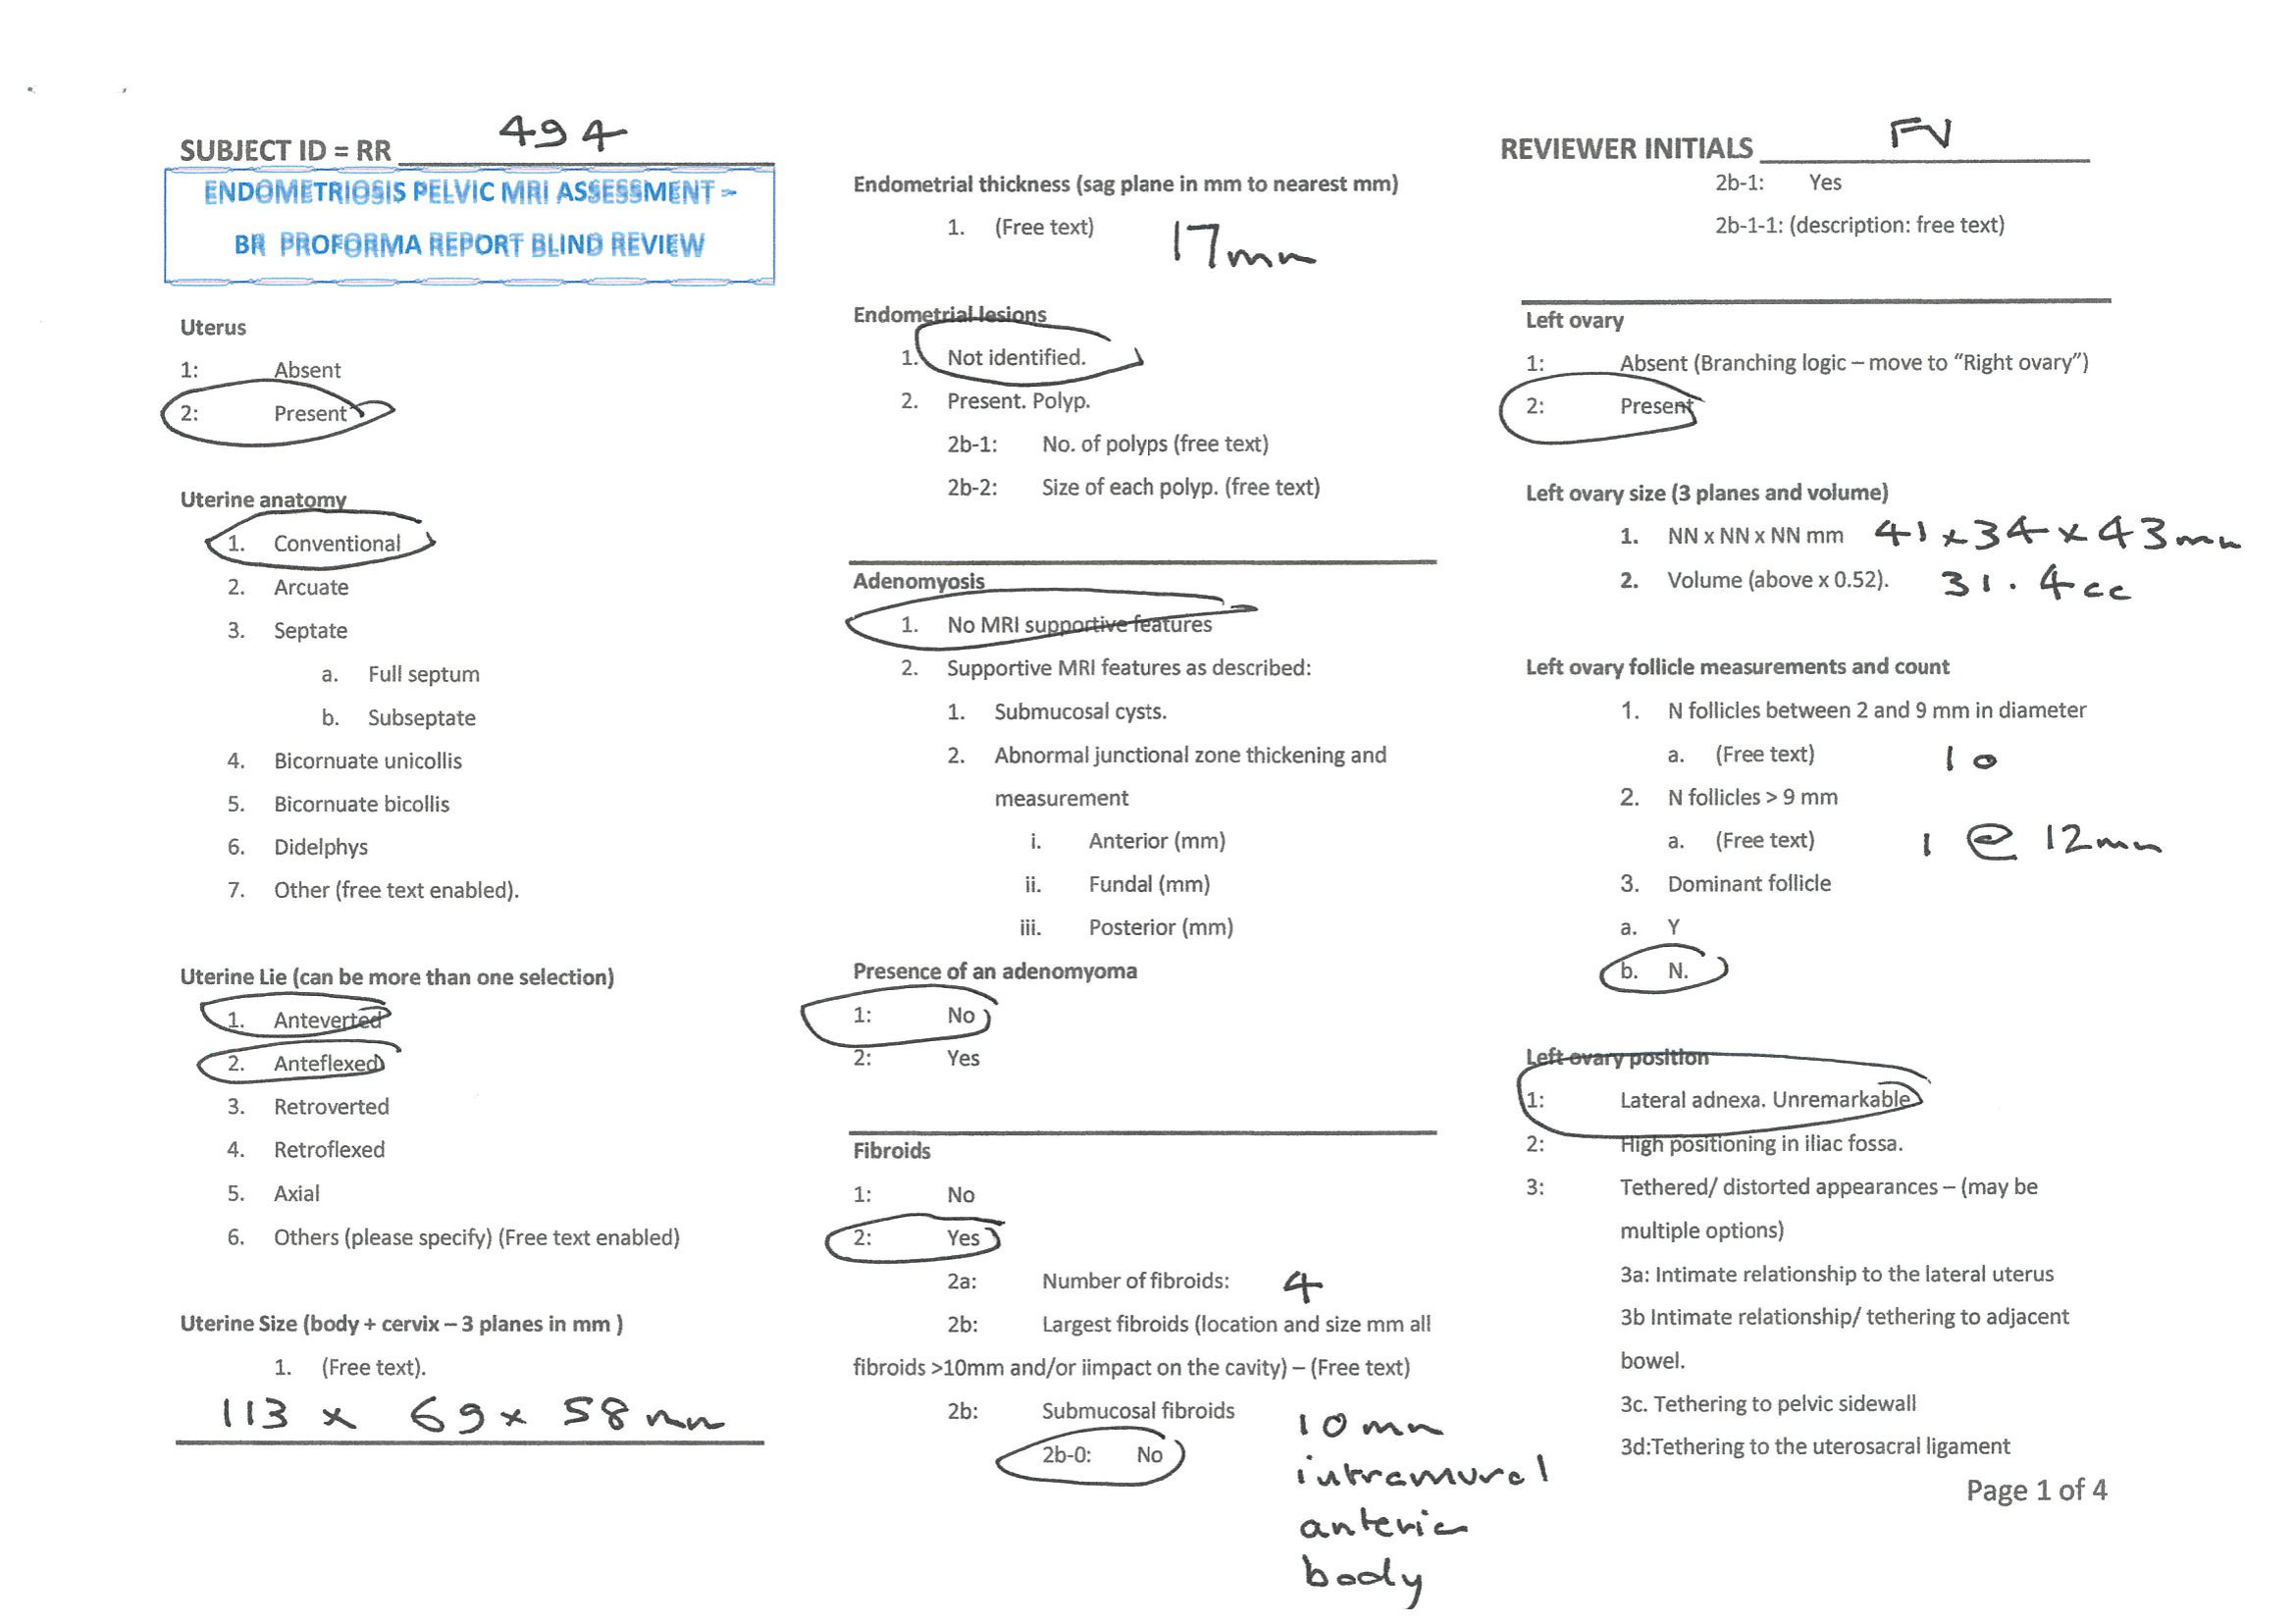 SUBJECT ID = RR 494
ENDOMETRIOSIS PELVIC MRI ASSESSMENT –
BR PROFORMA REPORT BLIND REVIEW
Uterus
1: Absent
2: Present
Uterine anatomy
1. Conventional
2. Arcuate
3. Septate
a. Full septum
b. Subseptate
4. Bicornuate unicollis
5. Bicornuate bicollis
6. Didelphys
7. Other (free text enabled).
Uterine Lie (can be more than one selection)
1. Anteverted
2. Anteflexed
3. Retroverted
4. Retroflexed
5. Axial
6. Others (please specify) (Free text enabled)
Uterine Size (body + cervix – 3 planes in mm )
1. (Free text).
113 x 69 x 58 mm
Endometrial thickness (sag plane in mm to nearest mm)
1. (Free text) 17mm
Endometrial lesions
1. Not identified.
2. Present. Polyp.
2b-1: No. of polyps (free text)
2b-2: Size of each polyp. (free text)
Adenomyosis
1. No MRI supportive features
2. Supportive MRI features as described:
1. Submucosal cysts.
2. Abnormal junctional zone thickening and
measurement
i. Anterior (mm)
ii. Fundal (mm)
iii. Posterior (mm)
Presence of an adenomyoma
1: No
2: Yes
Fibroids
1: No
2: Yes
2a: Number of fibroids: 4
2b: Largest fibroids (location and size mm all
fibroids >10mm and/or iimpact on the cavity) – (Free text)
2b: Submucosal fibroids
2b-0: No
10 mm
intramural
anterior
body
REVIEWER INITIALS FV
2b-1: Yes
2b-1-1: (description: free text)
Left ovary
1: Absent (Branching logic – move to “Right ovary”)
2: Present
Left ovary size (3 planes and volume)
1. NN x NN x NN mm 41 x 34 x 43mm
2. Volume (above x 0.52). 31.4cc
Left ovary follicle measurements and count
1. N follicles between 2 and 9 mm in diameter
a. (Free text) 10
2. N follicles > 9 mm
a. (Free text) 1 @ 12mm
3. Dominant follicle
a. Y
b. N.
Left ovary position
1: Lateral adnexa. Unremarkable
2: High positioning in iliac fossa.
3: Tethered/ distorted appearances – (may be
multiple options)
3a: Intimate relationship to the lateral uterus
3b Intimate relationship/ tethering to adjacent
bowel.
3c. Tethering to pelvic sidewall
3d:Tethering to the uterosacral ligament
Page 1 of 4